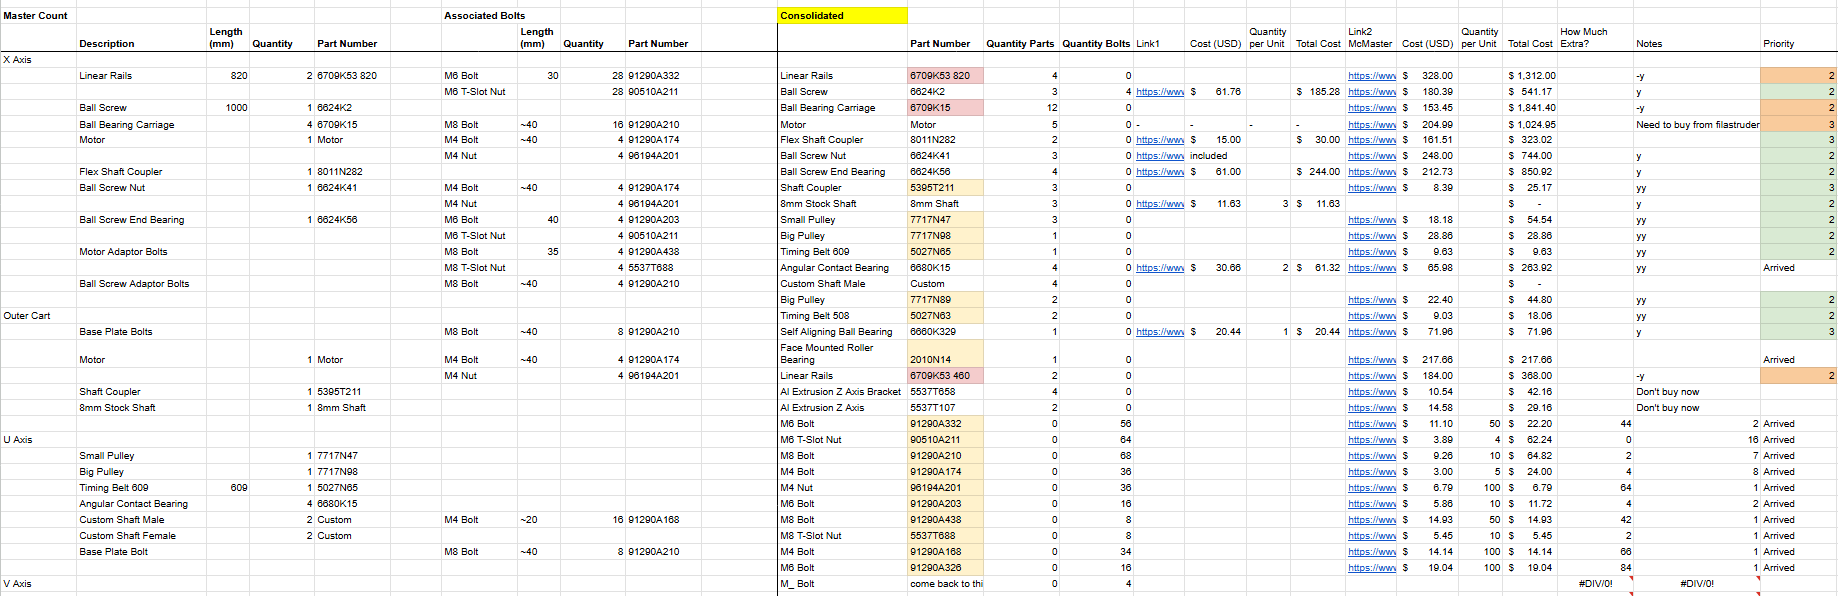 Master Count Associated Bolts Consolidated
Description Length (mm) Quantity Part Number Length (mm) Quantity Part Number Part Number Quantity Parts Quantity Bolts Link1 Cost (USD) Quantity per Unit Total Cost Link2 McMaster Cost (USD) Quantity per Unit Total Cost How Much Extra? Notes Priority
X Axis
Linear Rails 820 2 6709K53 820 M6 Bolt 30 28 91290A332 Linear Rails 6709K53 820 4 0 https://www $ 328.00 $ 1,312.00 -y 2
M6 T-Slot Nut 28 90510A211 Ball Screw 6624K2 3 4 https://www $ 61.76 $ 185.28 https://www $ 180.39 $ 541.17 y 2
Ball Screw 1000 1 6624K2 Ball Bearing Carriage 6709K15 12 0 https://www $ 153.45 $ 1,841.40 -y 2
Ball Bearing Carriage 4 6709K15 M8 Bolt ~40 16 91290A210 Motor Motor 5 0 - - - - https://www $ 204.99 $ 1,024.95 Need to buy from filastruder 3
Motor 1 Motor M4 Bolt ~40 4 91290A174 Flex Shaft Coupler 8011N282 2 0 https://www $ 15.00 $ 30.00 https://www $ 161.51 $ 323.02 3
M4 Nut 4 96194A201 Ball Screw Nut 6624K41 3 0 https://www included https://www $ 248.00 $ 744.00 y 2
Flex Shaft Coupler 1 8011N282 Ball Screw End Bearing 6624K56 4 0 https://www $ 61.00 $ 244.00 https://www $ 212.73 $ 850.92 y 2
Ball Screw Nut 1 6624K41 M4 Bolt ~40 4 91290A174 Shaft Coupler 5395T211 3 0 https://www $ 8.39 $ 25.17 yy 3
M4 Nut 4 96194A201 8mm Stock Shaft 8mm Shaft 3 0 https://www $ 11.63 3 $ 11.63 $ - y 2
Ball Screw End Bearing 1 6624K56 M6 Bolt 40 4 91290A203 Small Pulley 7717N47 3 0 https://www $ 18.18 $ 54.54 yy 2
M6 T-Slot Nut 4 90510A211 Big Pulley 7717N98 1 0 https://www $ 28.86 $ 28.86 yy 2
Motor Adaptor Bolts M8 Bolt 35 4 91290A438 Timing Belt 609 5027N65 1 0 https://www $ 9.63 $ 9.63 yy 2
M8 T-Slot Nut 4 5537T688 Angular Contact Bearing 6680K15 4 0 https://www $ 30.66 2 $ 61.32 https://www $ 65.98 $ 263.92 yy Arrived
Ball Screw Adaptor Bolts M8 Bolt ~40 4 91290A210 Custom Shaft Male Custom 4 0 $ -
Big Pulley 7717N89 2 0 https://www $ 22.40 $ 44.80 yy 2
Outer Cart Timing Belt 508 5027N63 2 0 https://www $ 9.03 $ 18.06 yy 2
Base Plate Bolts M8 Bolt ~40 8 91290A210 Self Aligning Ball Bearing 6660K329 1 0 https://www $ 20.44 1 $ 20.44 https://www $ 71.96 $ 71.96 y 3
Motor 1 Motor M4 Bolt ~40 4 91290A174 Face Mounted Roller Bearing 2010N14 1 0 https://www $ 217.66 $ 217.66 Arrived
M4 Nut 4 96194A201 Linear Rails 6709K53 460 2 0 https://www $ 184.00 $ 368.00 -y 2
Shaft Coupler 1 5395T211 Al Extrusion Z Axis Bracket 5537T658 4 0 https://www $ 10.54 $ 42.16 Don't buy now
8mm Stock Shaft 1 8mm Shaft Al Extrusion Z Axis 5537T107 2 0 https://www $ 14.58 $ 29.16 Don't buy now
M6 Bolt 91290A332 0 56 https://www $ 11.10 50 $ 22.20 44 2 Arrived
U Axis M6 T-Slot Nut 90510A211 0 64 https://www $ 3.89 4 $ 62.24 0 16 Arrived
Small Pulley 1 7717N47 M8 Bolt 91290A210 0 68 https://www $ 9.26 10 $ 64.82 2 7 Arrived
Big Pulley 1 7717N98 M4 Bolt 91290A174 0 36 https://www $ 3.00 5 $ 24.00 4 8 Arrived
Timing Belt 609 609 1 5027N65 M4 Nut 96194A201 0 36 https://www $ 6.79 100 $ 6.79 64 1 Arrived
Angular Contact Bearing 4 6680K15 M6 Bolt 91290A203 0 16 https://www $ 5.86 10 $ 11.72 4 2 Arrived
Custom Shaft Male 2 Custom M4 Bolt ~20 16 91290A168 M8 Bolt 91290A438 0 8 https://www $ 14.93 50 $ 14.93 42 1 Arrived
Custom Shaft Female 2 Custom M8 T-Slot Nut 5537T688 0 8 https://www $ 5.45 10 $ 5.45 2 1 Arrived
Base Plate Bolt M8 Bolt ~40 8 91290A210 M4 Bolt 91290A168 0 34 https://www $ 14.14 100 $ 14.14 66 1 Arrived
M6 Bolt 91290A326 0 16 https://www $ 19.04 100 $ 19.04 84 1 Arrived
V Axis M_ Bolt come back to thi 0 4 #DIV/0! #DIV/0!